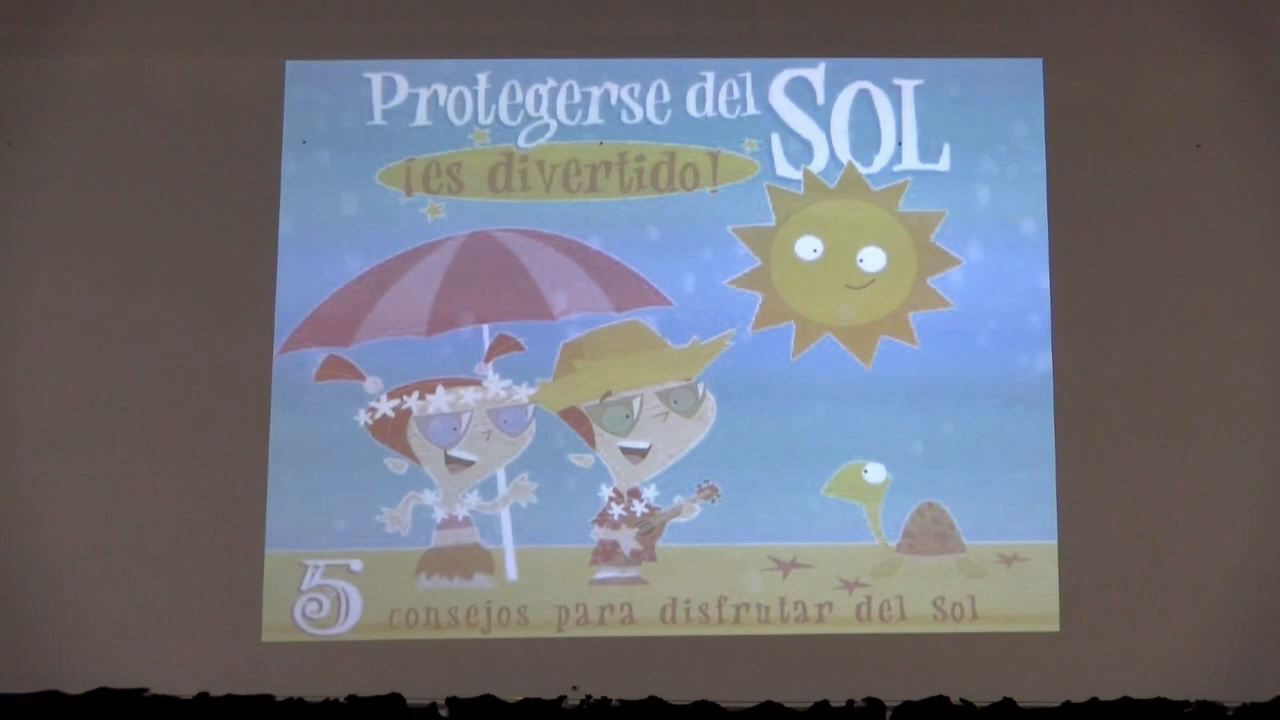 Protegerse del SOL
¡es divertido!
5 consejos para disfrutar del Sol